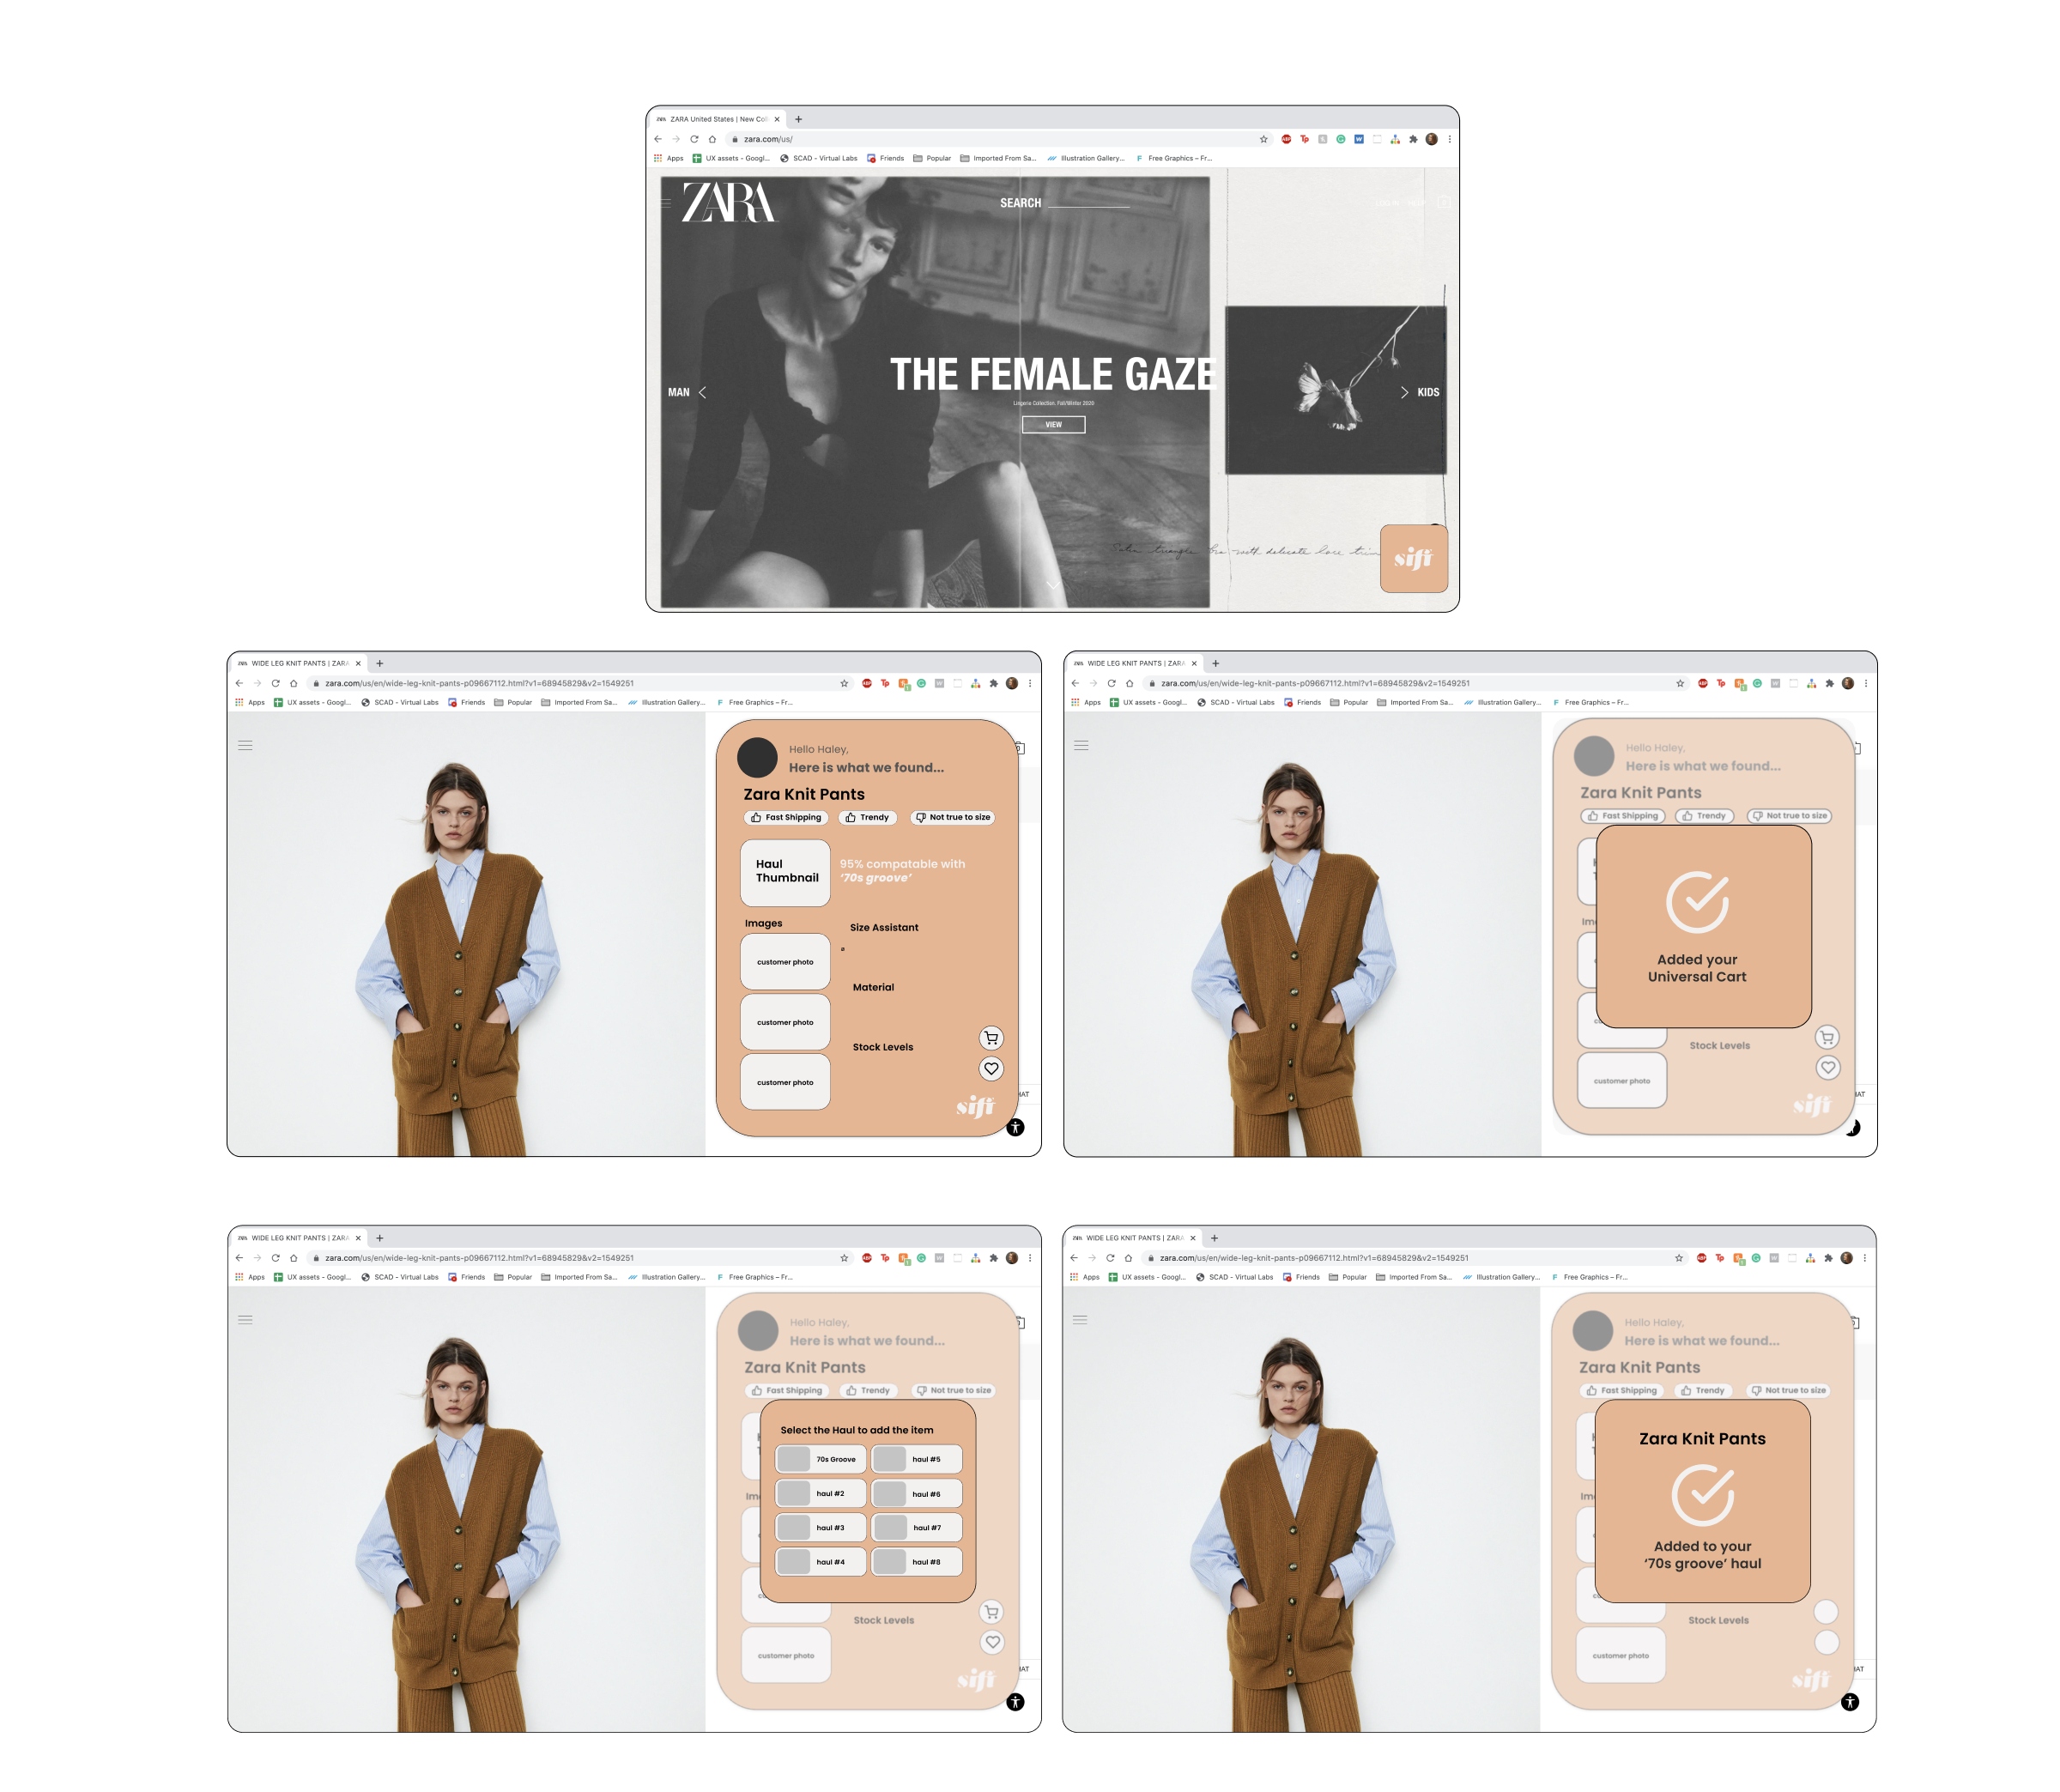 ZARA United States | New Col
zara.com/us/
Apps UX assets - Googl... SCAD - Virtual Labs Friends Popular Imported From Sa... Illustration Gallery... Free Graphics – Fr...
ZARA
SEARCH
LOG IN
THE FEMALE GAZE
MAN
KIDS
Lingerie Collection. Fall/Winter 2020
VIEW
Satin triangle bra with delicate lace trim
sift
WIDE LEG KNIT PANTS | ZARA
zara.com/us/en/wide-leg-knit-pants-p09667112.html?v1=68945829&v2=1549251
Apps UX assets - Googl... SCAD - Virtual Labs Friends Popular Imported From Sa... Illustration Gallery... Free Graphics – Fr...
Hello Haley,
Here is what we found...
Zara Knit Pants
Fast Shipping Trendy Not true to size
Haul
Thumbnail
95% compatable with
‘70s groove’
Images
Size Assistant
customer photo
Material
customer photo
Stock Levels
customer photo
sift
HAT
WIDE LEG KNIT PANTS | ZARA
zara.com/us/en/wide-leg-knit-pants-p09667112.html?v1=68945829&v2=1549251
Apps UX assets - Googl... SCAD - Virtual Labs Friends Popular Imported From Sa... Illustration Gallery... Free Graphics – Fr...
Hello Haley,
Here is what we found...
Zara Knit Pants
Fast Shipping Trendy Not true to size
Added your
Universal Cart
Stock Levels
customer photo
sift
HAT
WIDE LEG KNIT PANTS | ZARA
zara.com/us/en/wide-leg-knit-pants-p09667112.html?v1=68945829&v2=1549251
Apps UX assets - Googl... SCAD - Virtual Labs Friends Popular Imported From Sa... Illustration Gallery... Free Graphics – Fr...
Hello Haley,
Here is what we found...
Zara Knit Pants
Fast Shipping Trendy Not true to size
Select the Haul to add the item
70s Groove haul #5
haul #2 haul #6
haul #3 haul #7
haul #4 haul #8
Stock Levels
customer photo
sift
HAT
WIDE LEG KNIT PANTS | ZARA
zara.com/us/en/wide-leg-knit-pants-p09667112.html?v1=68945829&v2=1549251
Apps UX assets - Googl... SCAD - Virtual Labs Friends Popular Imported From Sa... Illustration Gallery... Free Graphics – Fr...
Hello Haley,
Here is what we found...
Zara Knit Pants
Fast Shipping Trendy Not true to size
Zara Knit Pants
Added to your
‘70s groove’ haul
Stock Levels
customer photo
sift
HAT